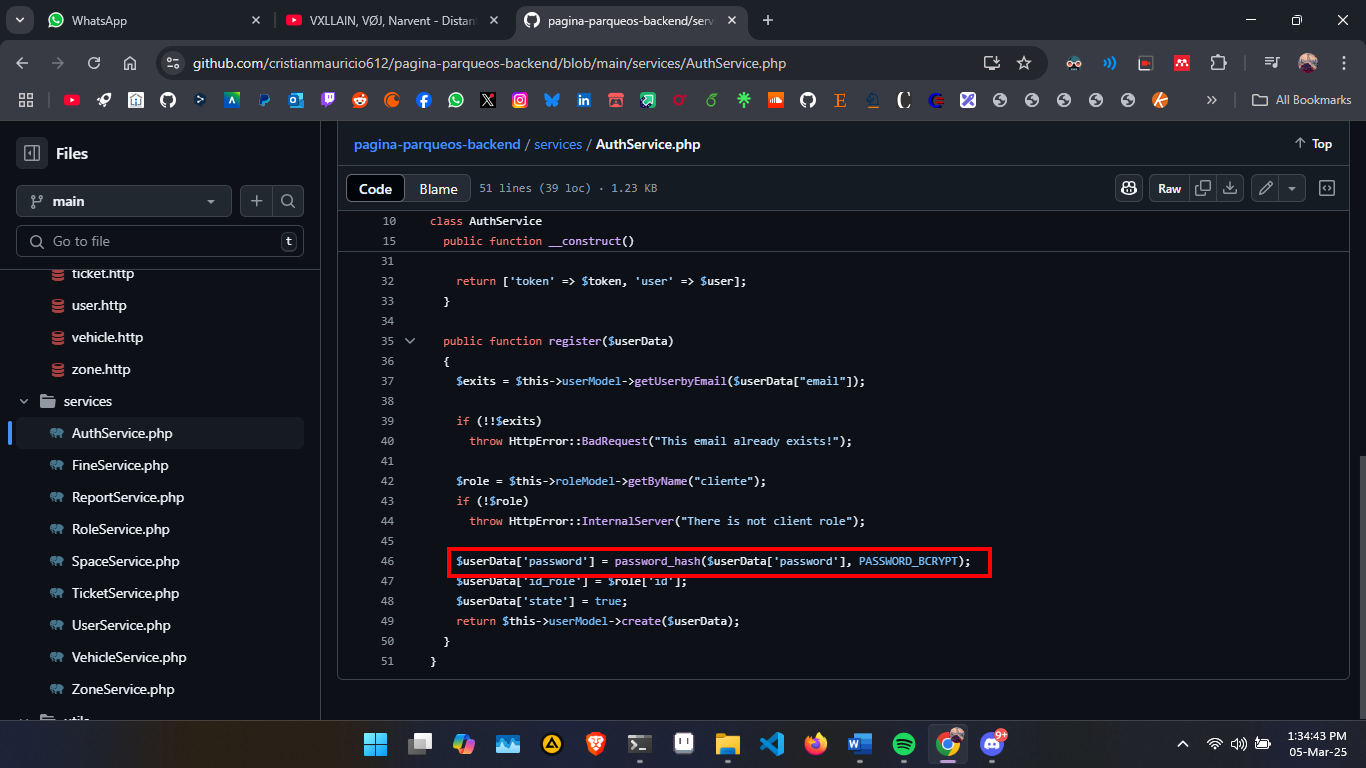 WhatsApp
VXLLAIN, VØJ, Narvent - Distant
pagina-parqueos-backend/serv
github.com/cristianmauricio612/pagina-parqueos-backend/blob/main/services/AuthService.php
All Bookmarks
Files
main
Go to file
t
ticket.http
user.http
vehicle.http
zone.http
services
AuthService.php
FineService.php
ReportService.php
RoleService.php
SpaceService.php
TicketService.php
UserService.php
VehicleService.php
ZoneService.php
utils
pagina-parqueos-backend / services / AuthService.php
Top
Code
Blame
51 lines (39 loc) · 1.23 KB
Raw
10 class AuthService
15 public function __construct()
31
32 return ['token' => $token, 'user' => $user];
33 }
34
35 public function register($userData)
36 {
37 $exits = $this->userModel->getUserbyEmail($userData["email"]);
38
39 if (!!$exits)
40 throw HttpError::BadRequest("This email already exists!");
41
42 $role = $this->roleModel->getByName("cliente");
43 if (!$role)
44 throw HttpError::InternalServer("There is not client role");
45
46 $userData['password'] = password_hash($userData['password'], PASSWORD_BCRYPT);
47 $userData['id_role'] = $role['id'];
48 $userData['state'] = true;
49 return $this->userModel->create($userData);
50 }
51 }
9+
1:34:43 PM
05-Mar-25